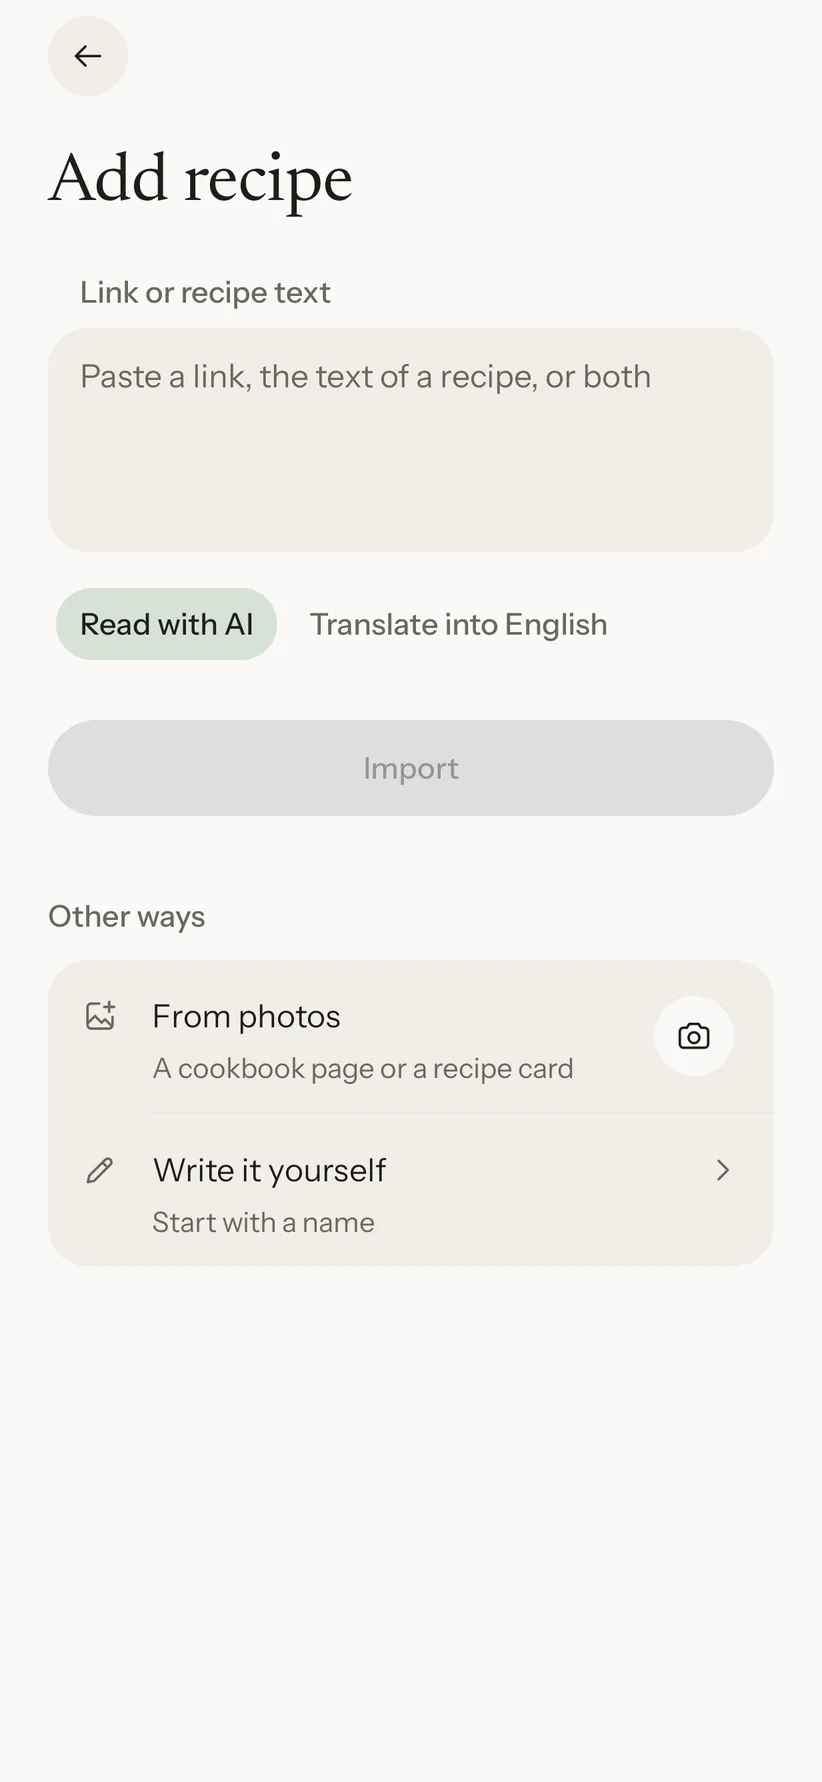 Add recipe
Link or recipe text
Paste a link, the text of a recipe, or both
Read with AI
Translate into English
Import
Other ways
From photos
A cookbook page or a recipe card
Write it yourself
Start with a name